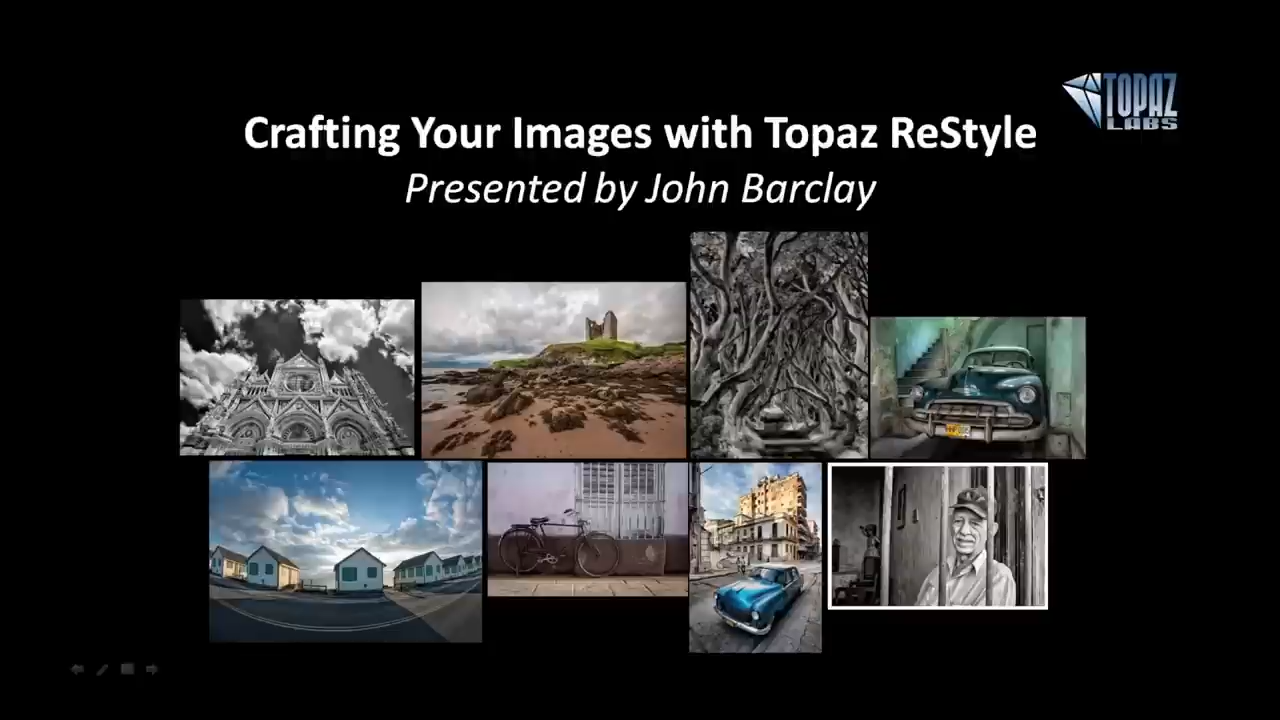 TOPAZ
LABS
Crafting Your Images with Topaz ReStyle
Presented by John Barclay